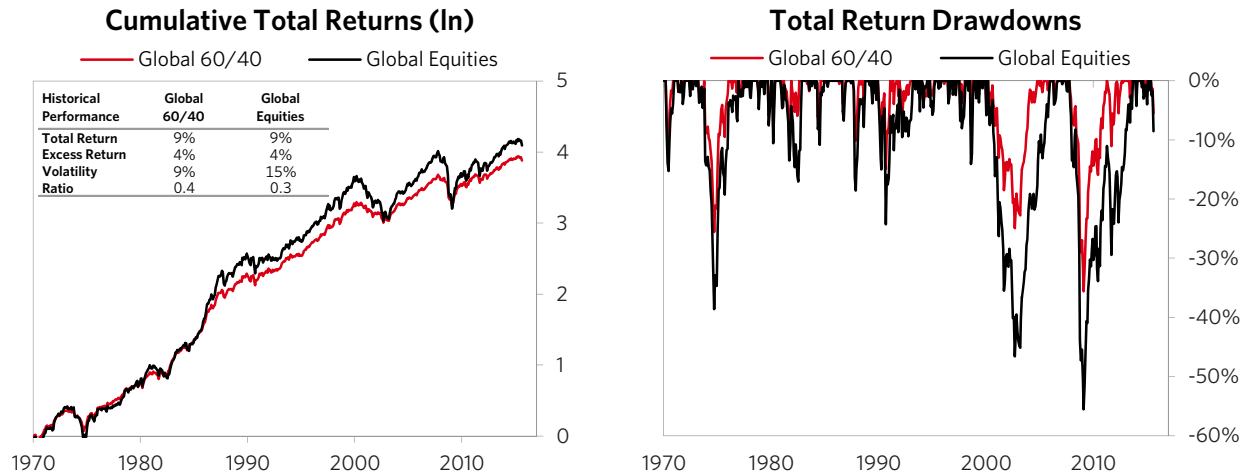 Cumulative Total Returns (ln)
Global 60/40 Global Equities
Historical Performance Global 60/40 Global Equities
Total Return 9% 9%
Excess Return 4% 4%
Volatility 9% 15%
Ratio 0.4 0.3
5
4
3
2
1
0
1970 1980 1990 2000 2010
Total Return Drawdowns
Global 60/40 Global Equities
0%
-10%
-20%
-30%
-40%
-50%
-60%
1970 1980 1990 2000 2010